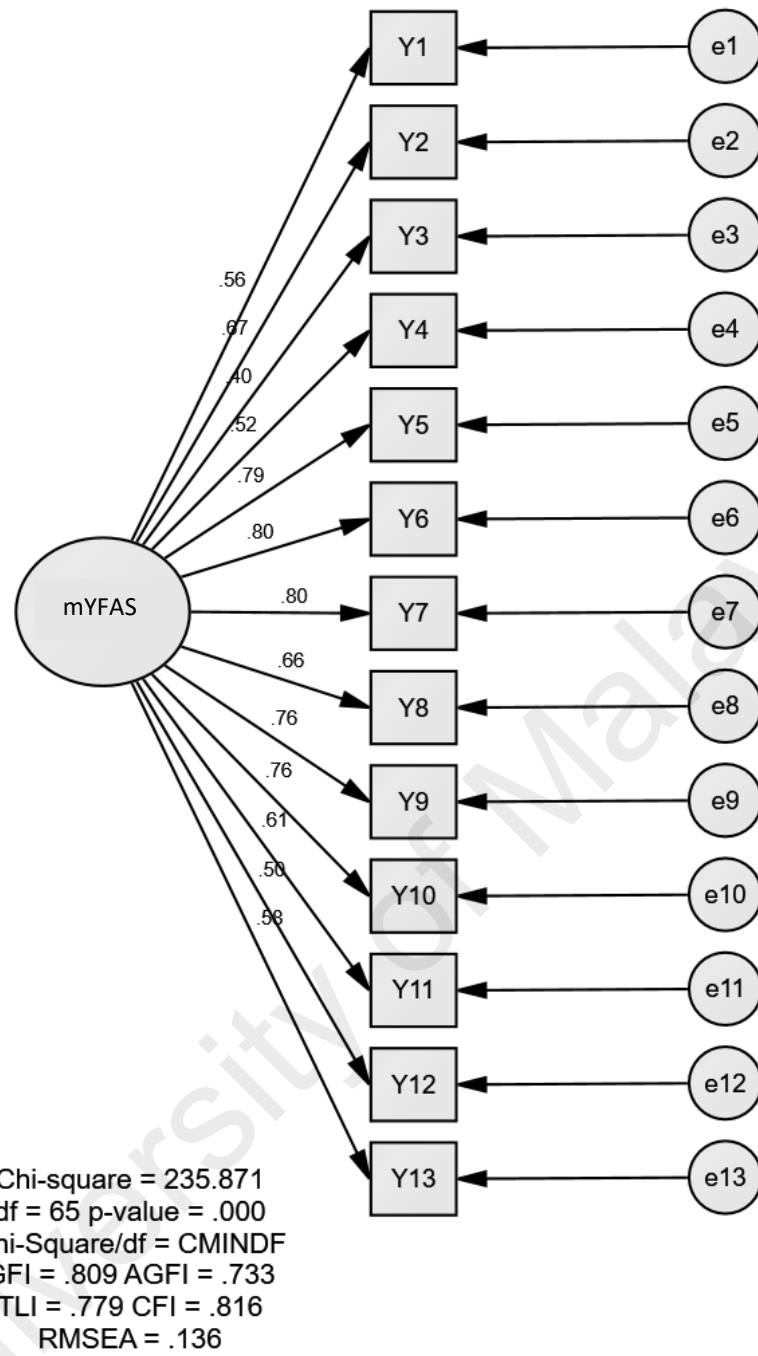 Y1 e1
Y2 e2
Y3 e3
.56
.67
Y4 e4
.40
.52
Y5 e5
.79
.80
Y6 e6
mYFAS
.80
Y7 e7
.66
Y8 e8
.76
.76
Y9 e9
.61
.50
Y10 e10
.58
Y11 e11
Y12 e12
Y13 e13
Chi-square = 235.871
df = 65 p-value = .000
hi-Square/df = CMINDF
GFI = .809 AGFI = .733
TLI = .779 CFI = .816
RMSEA = .136
versity of Malay